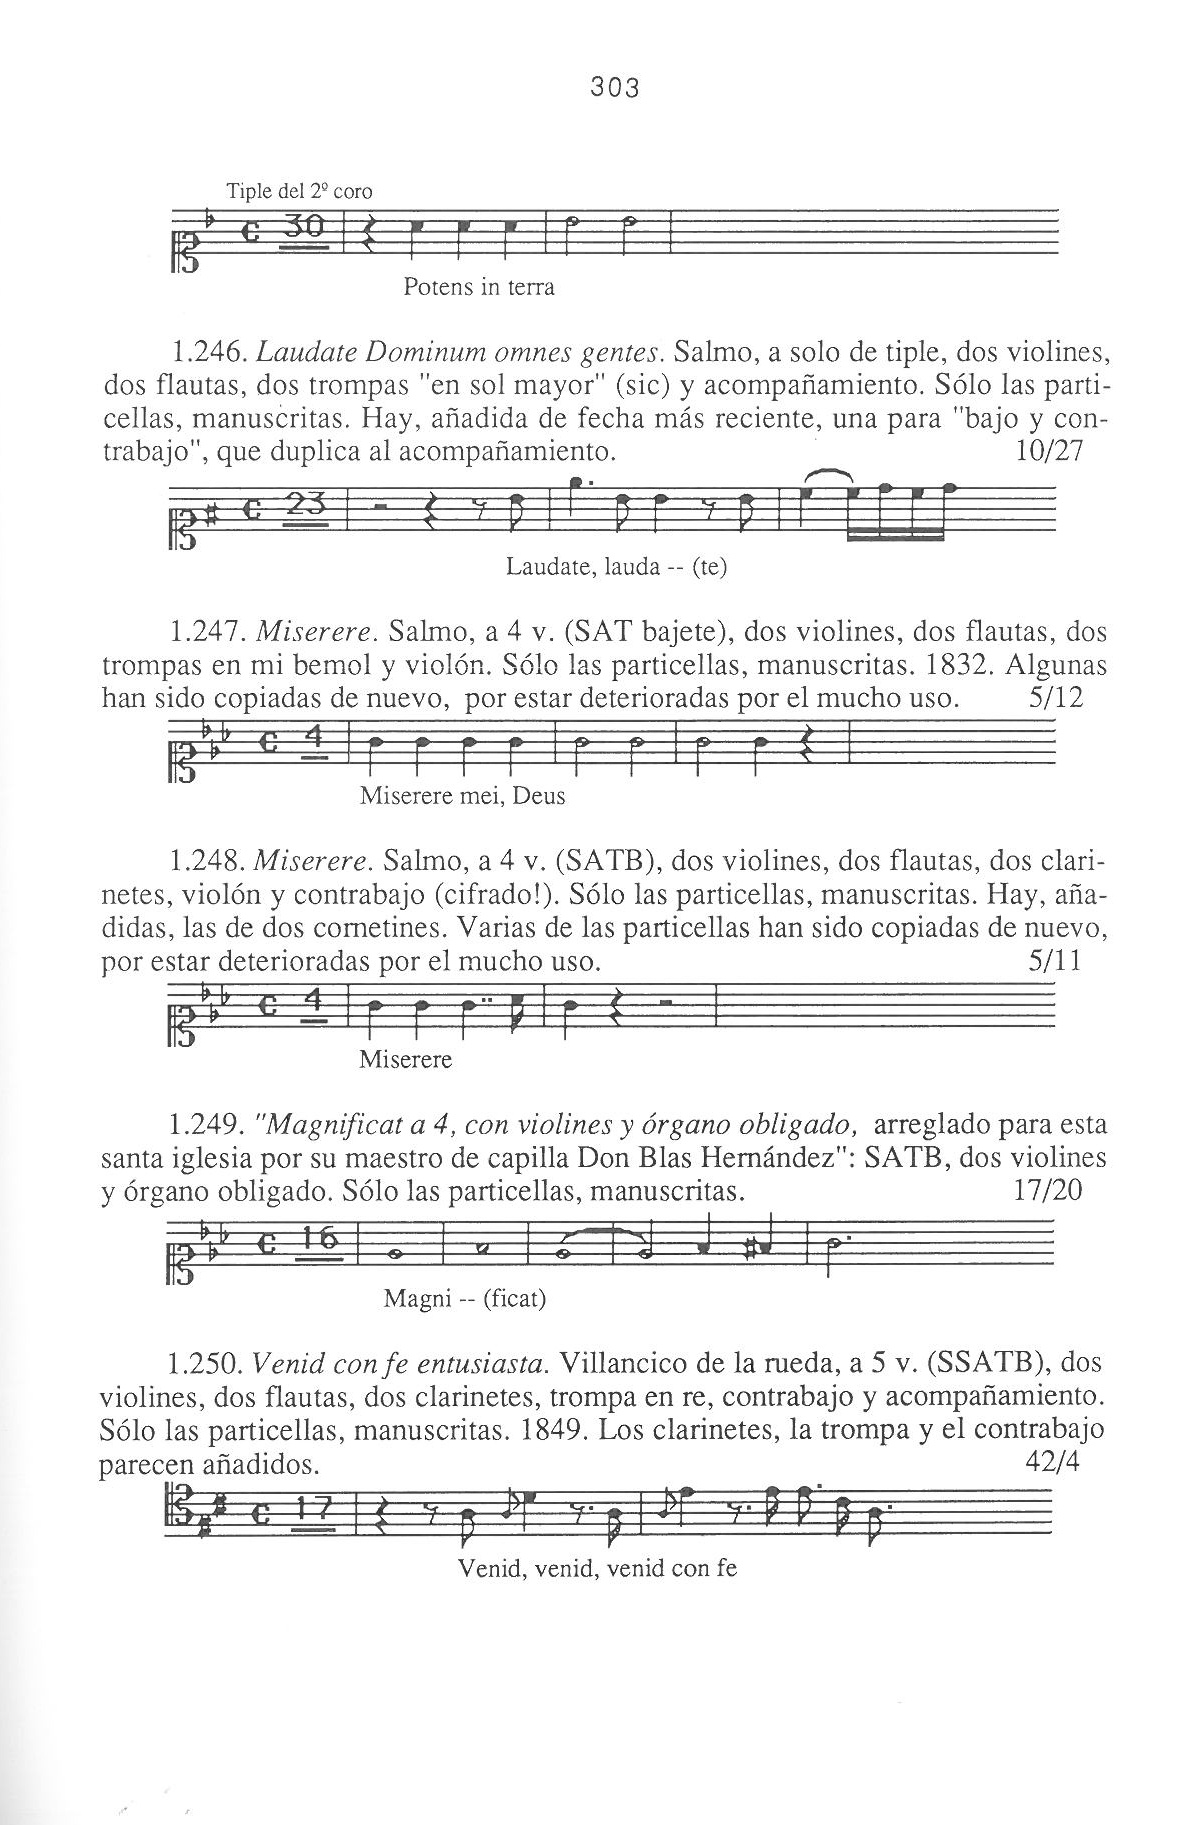 303
Tiple del 2º coro
30
Potens in terra
1.246. Laudate Dominum omnes gentes. Salmo, a solo de tiple, dos violines,
dos flautas, dos trompas "en sol mayor" (sic) y acompañamiento. Sólo las parti-
cellas, manuscritas. Hay, añadida de fecha más reciente, una para "bajo y con-
trabajo", que duplica al acompañamiento. 10/27
23
Laudate, lauda -- (te)
1.247. Miserere. Salmo, a 4 v. (SAT bajete), dos violines, dos flautas, dos
trompas en mi bemol y violón. Sólo las particellas, manuscritas. 1832. Algunas
han sido copiadas de nuevo, por estar deterioradas por el mucho uso. 5/12
4
Miserere mei, Deus
1.248. Miserere. Salmo, a 4 v. (SATB), dos violines, dos flautas, dos clari-
netes, violón y contrabajo (cifrado!). Sólo las particellas, manuscritas. Hay, aña-
didas, las de dos cornetines. Varias de las particellas han sido copiadas de nuevo,
por estar deterioradas por el mucho uso. 5/11
4
Miserere
1.249. "Magnificat a 4, con violines y órgano obligado, arreglado para esta
santa iglesia por su maestro de capilla Don Blas Hernández": SATB, dos violines
y órgano obligado. Sólo las particellas, manuscritas. 17/20
16
Magni -- (ficat)
1.250. Venid con fe entusiasta. Villancico de la rueda, a 5 v. (SSATB), dos
violines, dos flautas, dos clarinetes, trompa en re, contrabajo y acompañamiento.
Sólo las particellas, manuscritas. 1849. Los clarinetes, la trompa y el contrabajo
parecen añadidos. 42/4
17
Venid, venid, venid con fe